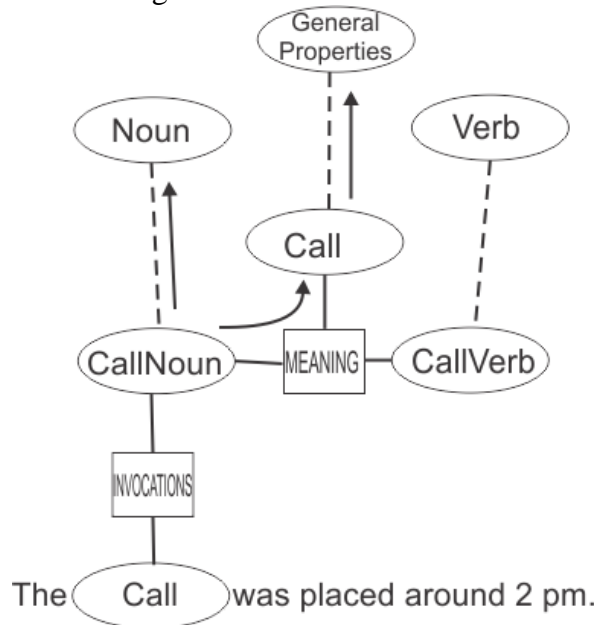 General
Properties
Noun
Verb
Call
CallNoun
MEANING
CallVerb
INVOCATIONS
The Call was placed around 2 pm.